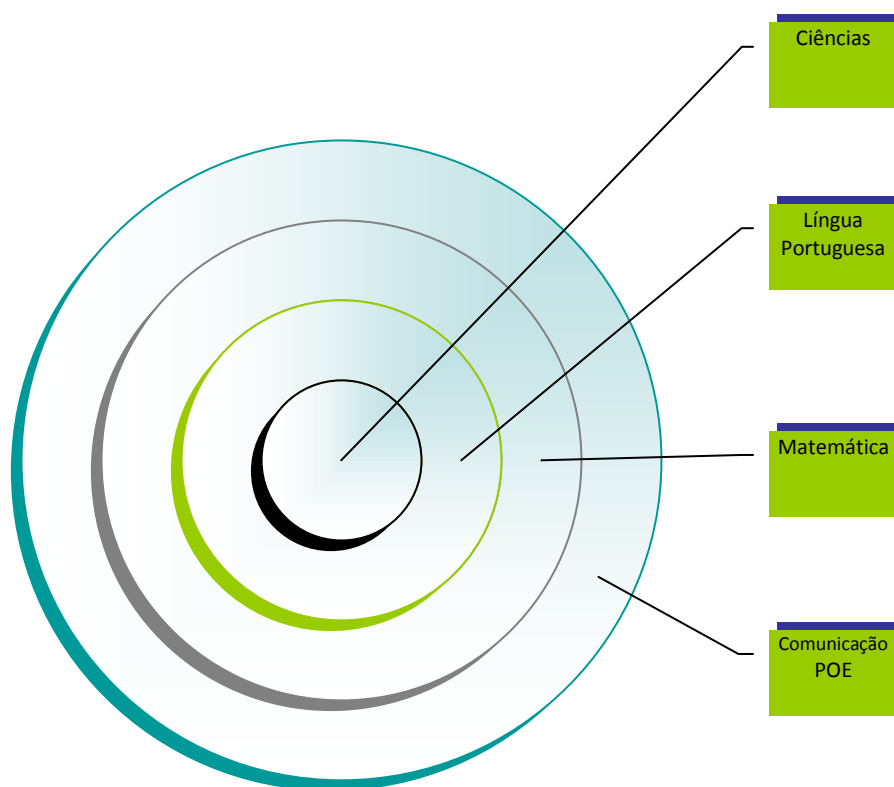 Ciências
Língua
Portuguesa
Matemática
Comunicação
POE